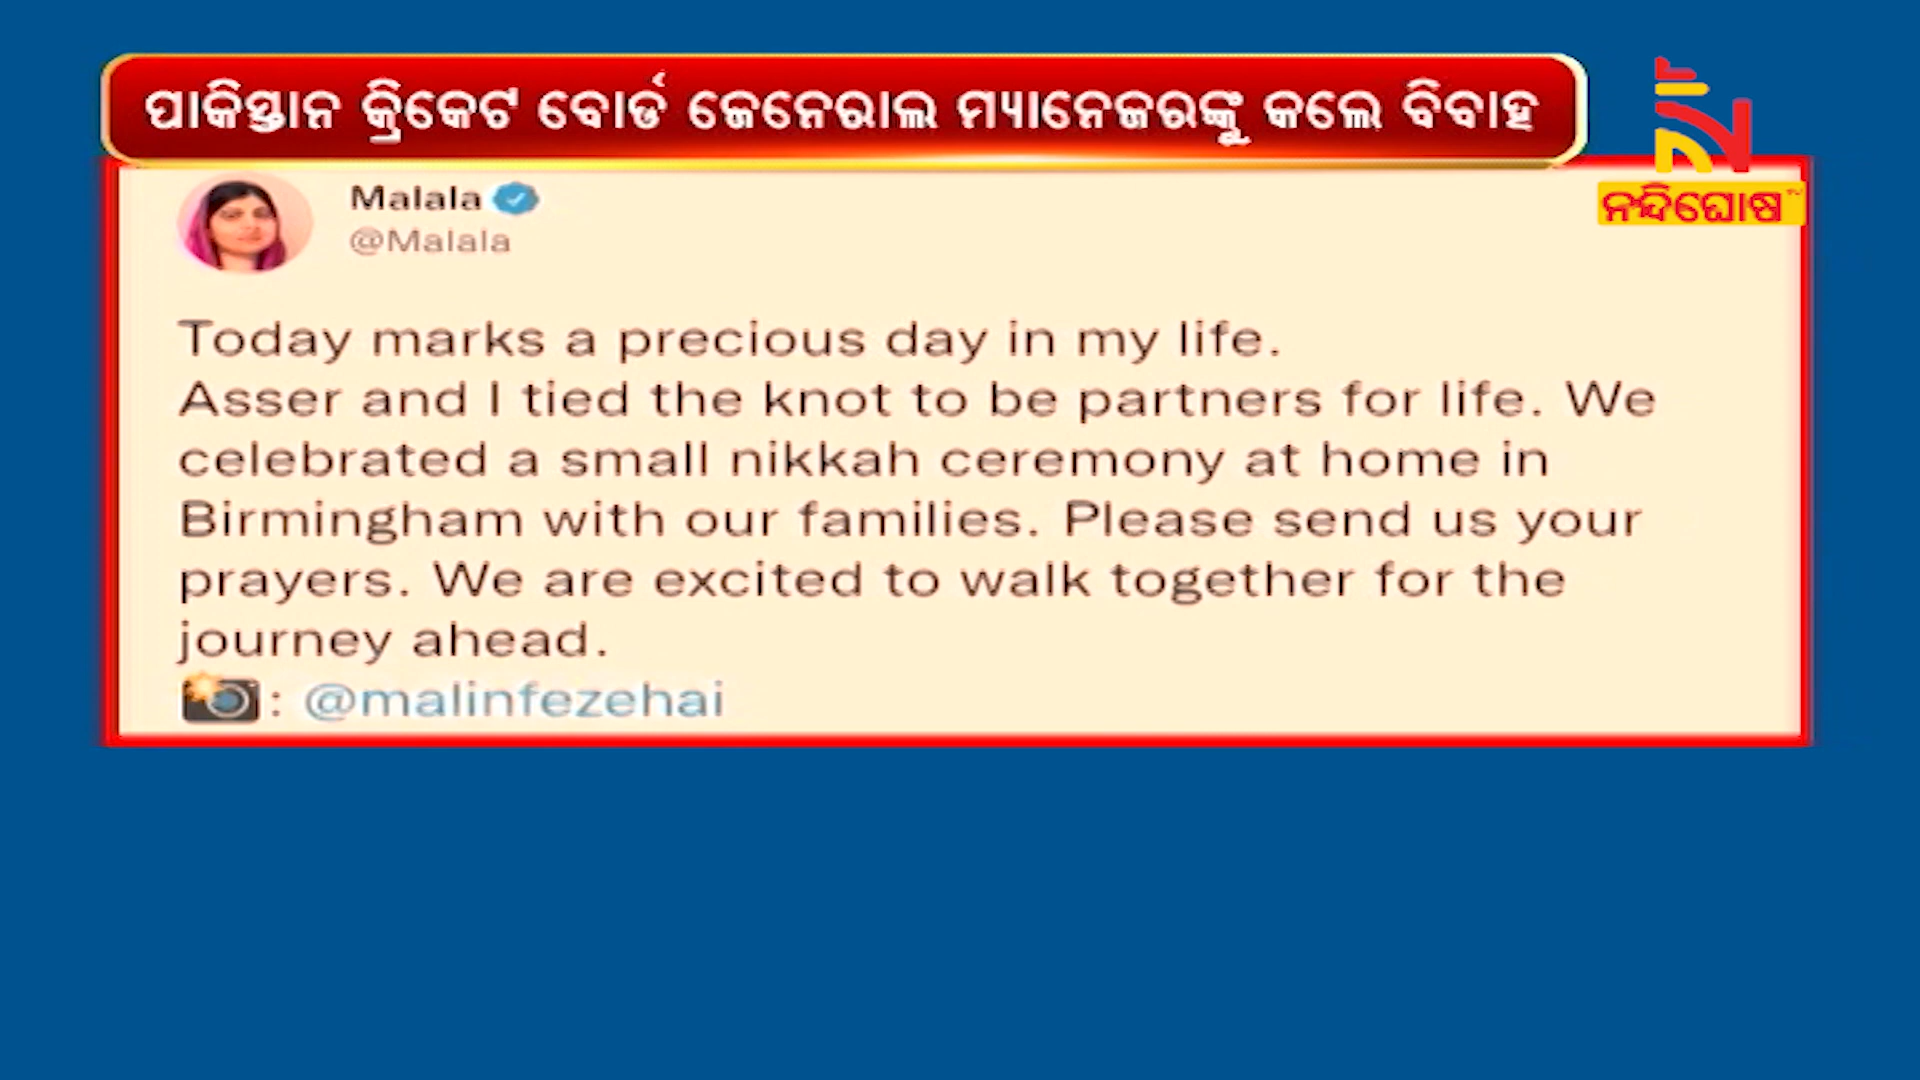 ପାକିସ୍ତାନ କ୍ରିକେଟ ବୋର୍ଡ ଜେନେରାଲ ମ୍ୟାନେଜରଙ୍କୁ କଲେ ବିବାହ
ନନ୍ଦିଘୋଷ TV
Malala
@Malala
Today marks a precious day in my life.
Asser and I tied the knot to be partners for life. We
celebrated a small nikkah ceremony at home in
Birmingham with our families. Please send us your
prayers. We are excited to walk together for the
journey ahead.
: @malinfezehai